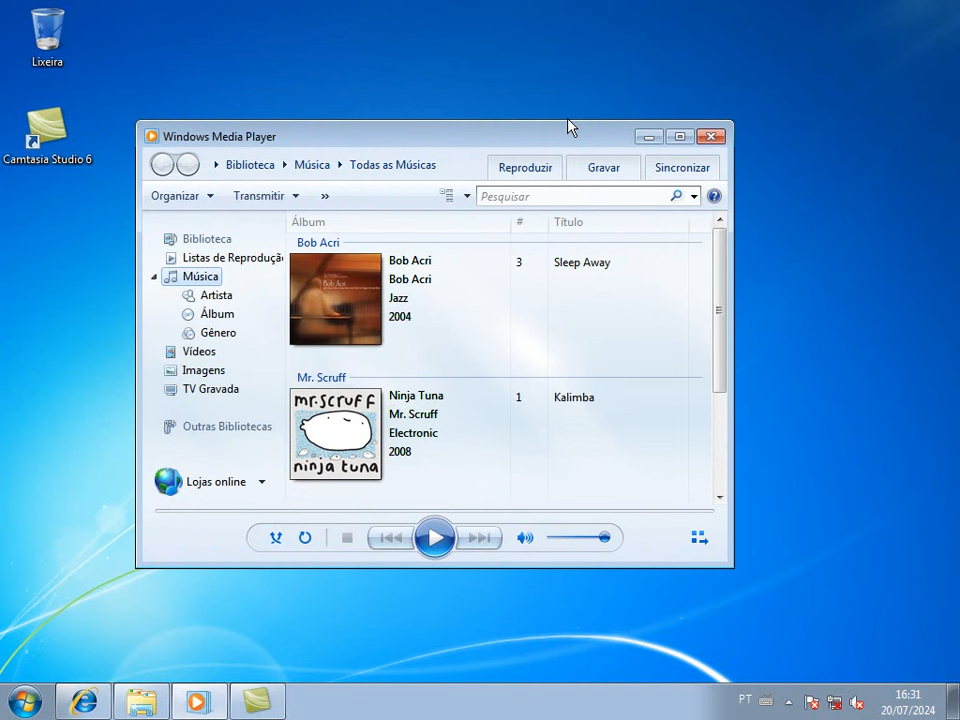 Lixeira
Camtasia Studio 6
Windows Media Player
Biblioteca Música Todas as Músicas
Reproduzir Gravar Sincronizar
Organizar Transmitir »
Pesquisar
Álbum # Título
Biblioteca
Listas de Reproduçã
Música
Artista
Álbum
Gênero
Vídeos
Imagens
TV Gravada
Outras Bibliotecas
Lojas online
Bob Acri
Bob Acri 3 Sleep Away
Bob Acri
Jazz
2004
Mr. Scruff
mr.scruff
ninja tuna
Ninja Tuna 1 Kalimba
Mr. Scruff
Electronic
2008
PT
16:31
20/07/2024